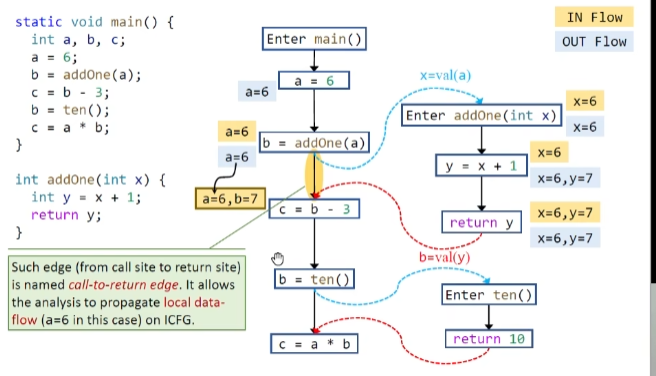 static void main() {
int a, b, c;
a = 6;
b = addOne(a);
c = b - 3;
b = ten();
c = a * b;
}
int addOne(int x) {
int y = x + 1;
return y;
}
Such edge (from call site to return site)
is named call-to-return edge. It allows
the analysis to propagate local data-
flow (a=6 in this case) on ICFG.
Enter main()
a = 6
a=6
a=6
b = addOne(a)
a=6
a=6,b=7
c = b - 3
b = ten()
c = a * b
x=val(a)
b=val(y)
IN Flow
OUT Flow
Enter addOne(int x)
x=6
x=6
y = x + 1
x=6
x=6,y=7
return y
x=6,y=7
x=6,y=7
Enter ten()
return 10